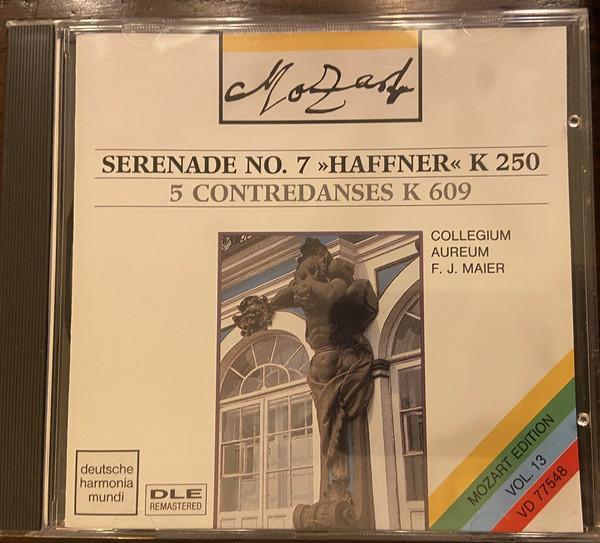 Mozart
SERENADE NO. 7 »HAFFNER« K 250
5 CONTREDANSES K 609
COLLEGIUM
AUREUM
F. J. MAIER
deutsche
harmonia
mundi
DLE
REMASTERED
MOZART EDITION
VOL. 13
VD 77548